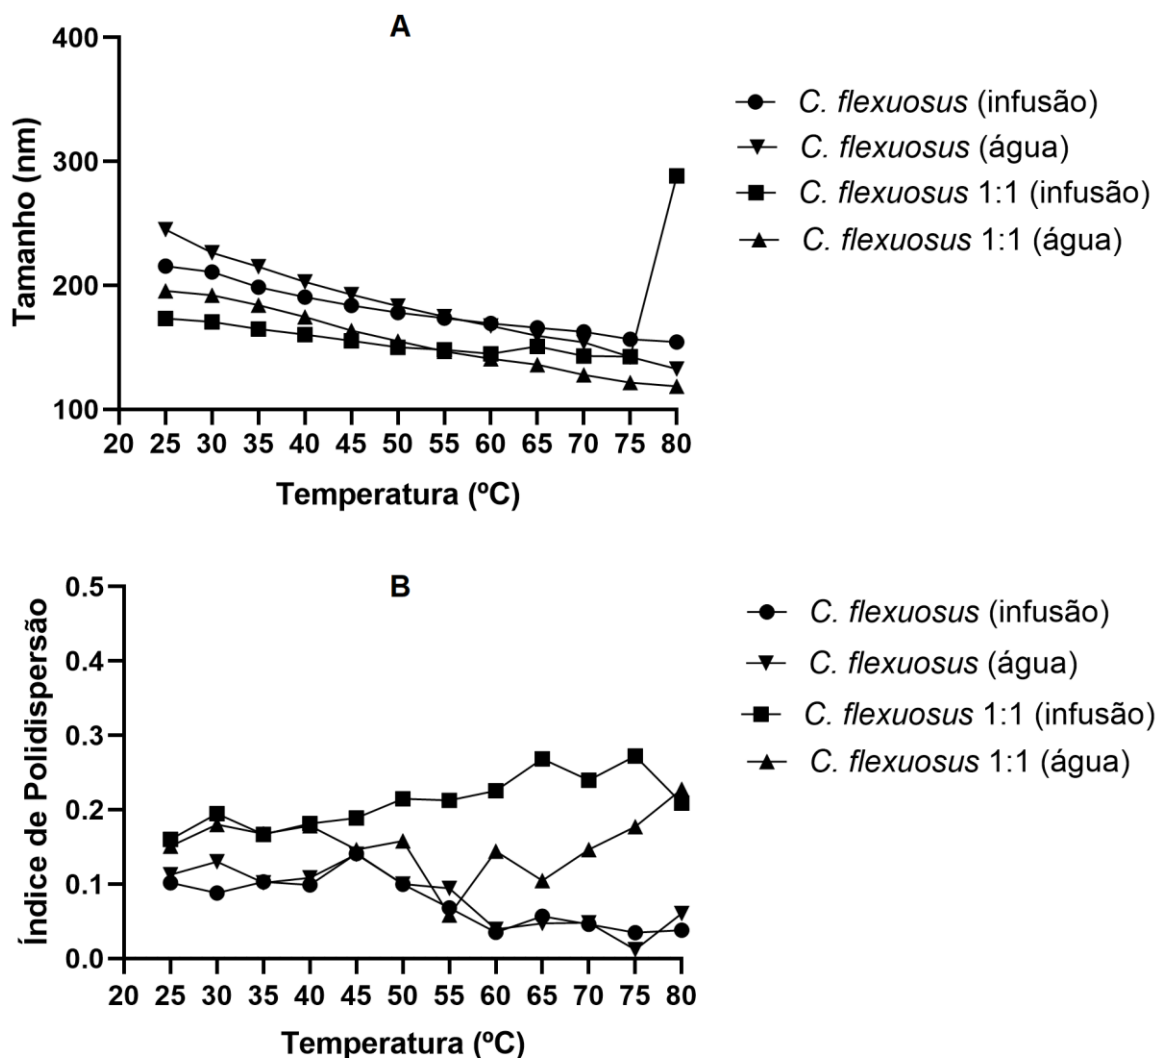 A
400
300
200
100
Tamanho (nm)
20 25 30 35 40 45 50 55 60 65 70 75 80
Temperatura (ºC)
C. flexuosus (infusão)
C. flexuosus (água)
C. flexuosus 1:1 (infusão)
C. flexuosus 1:1 (água)
B
0.5
0.4
0.3
0.2
0.1
0.0
Índice de Polidispersão
20 25 30 35 40 45 50 55 60 65 70 75 80
Temperatura (ºC)
C. flexuosus (infusão)
C. flexuosus (água)
C. flexuosus 1:1 (infusão)
C. flexuosus 1:1 (água)